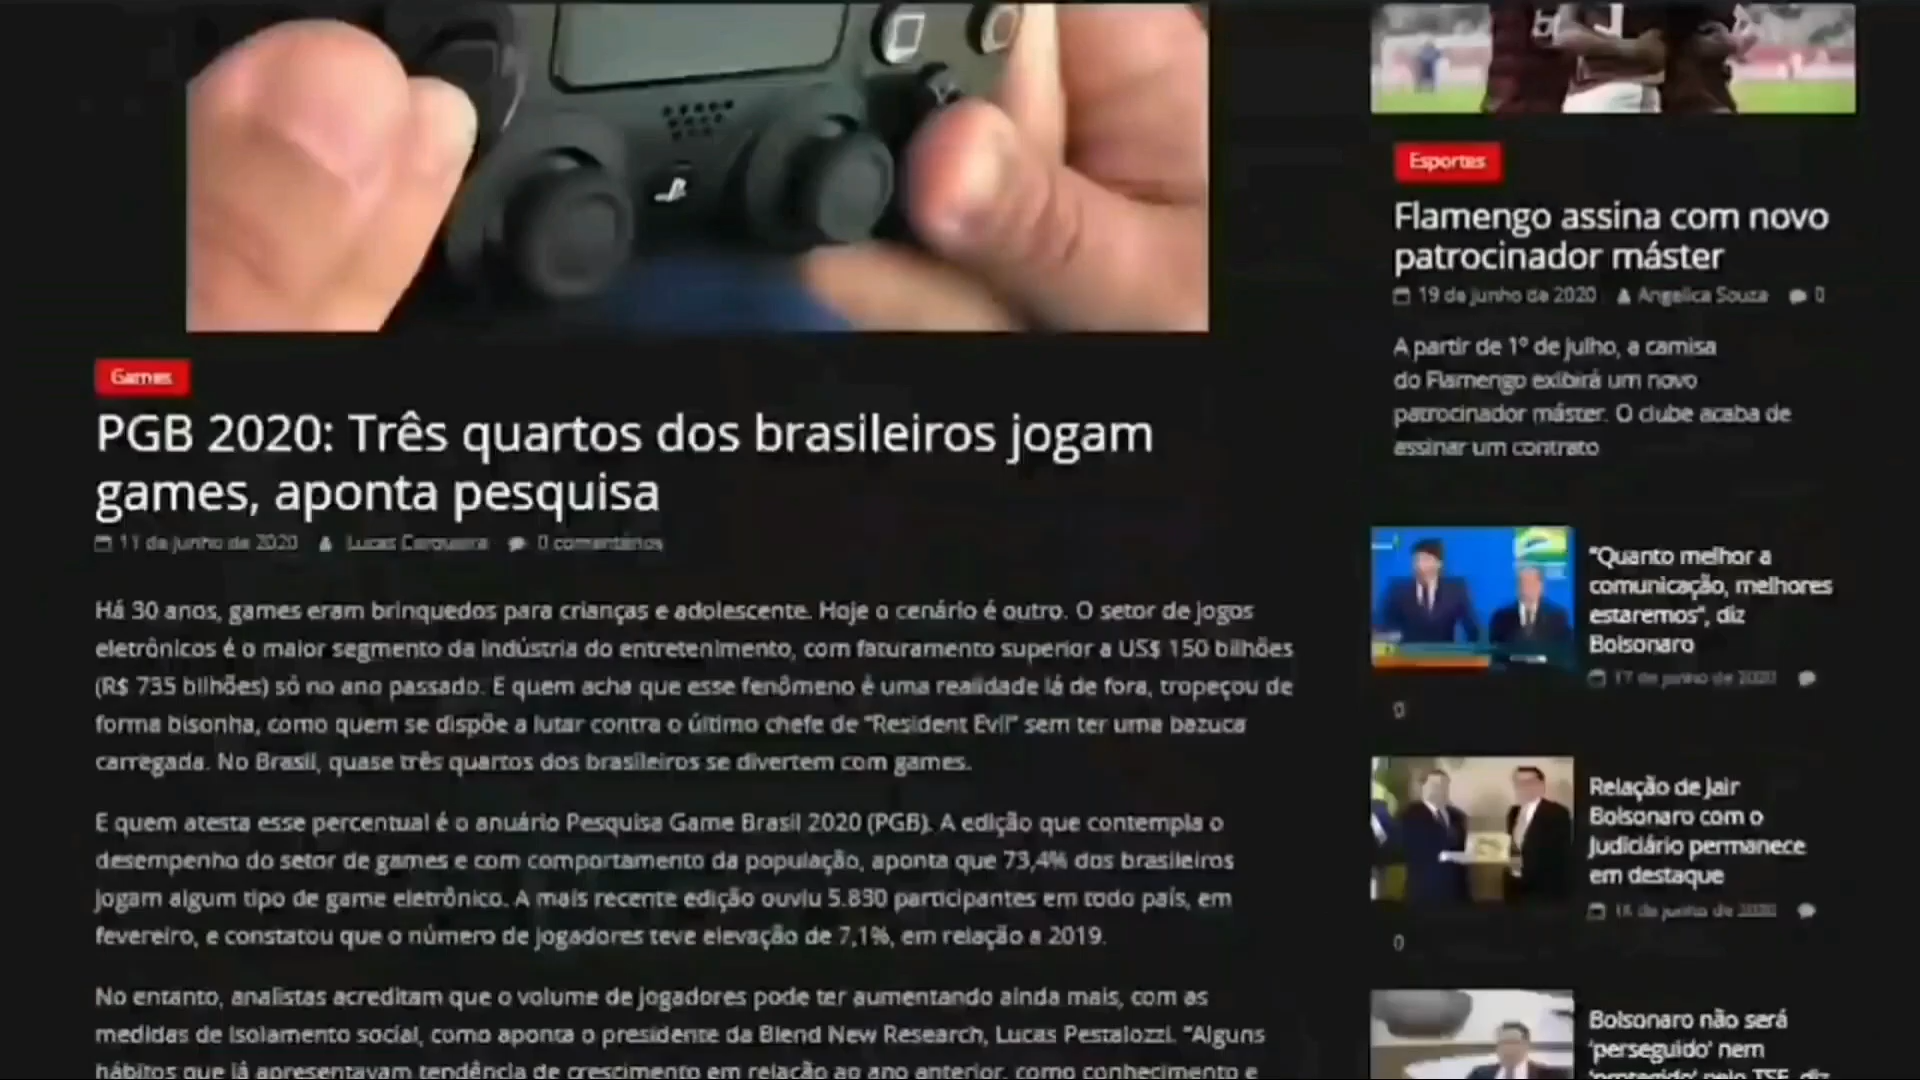 Games
PGB 2020: Três quartos dos brasileiros jogam
games, aponta pesquisa
11 de junho de 2020 Lucas Cerqueira 0 comentários
Há 30 anos, games eram brinquedos para crianças e adolescente. Hoje o cenário é outro. O setor de jogos
eletrônicos é o maior segmento da indústria do entretenimento, com faturamento superior a US$ 150 bilhões
(R$ 735 bilhões) só no ano passado. E quem acha que esse fenômeno é uma realidade lá de fora, tropeçou de
forma bisonha, como quem se dispõe a lutar contra o último chefe de "Resident Evil" sem ter uma bazuca
carregada. No Brasil, quase três quartos dos brasileiros se divertem com games.
E quem atesta esse percentual é o anuário Pesquisa Game Brasil 2020 (PGB). A edição que contempla o
desempenho do setor de games e com comportamento da população, aponta que 73,4% dos brasileiros
jogam algum tipo de game eletrônico. A mais recente edição ouviu 5.830 participantes em todo país, em
fevereiro, e constatou que o número de jogadores teve elevação de 7,1%, em relação a 2019.
No entanto, analistas acreditam que o volume de jogadores pode ter aumentando ainda mais, com as
medidas de isolamento social, como aponta o presidente da Blend New Research, Lucas Pestalozzi. "Alguns
hábitos que já apresentavam tendência de crescimento em relação ao ano anterior, como conhecimento e
Esportes
Flamengo assina com novo
patrocinador máster
19 de junho de 2020 Angelica Souza 0
A partir de 1º de julho, a camisa
do Flamengo exibirá um novo
patrocinador máster. O clube acaba de
assinar um contrato
"Quanto melhor a
comunicação, melhores
estaremos", diz
Bolsonaro
17 de junho de 2020
0
Relação de Jair
Bolsonaro com o
Judiciário permanece
em destaque
16 de junho de 2020
0
Bolsonaro não será
'perseguido' nem
'protegido' pelo TSE, diz